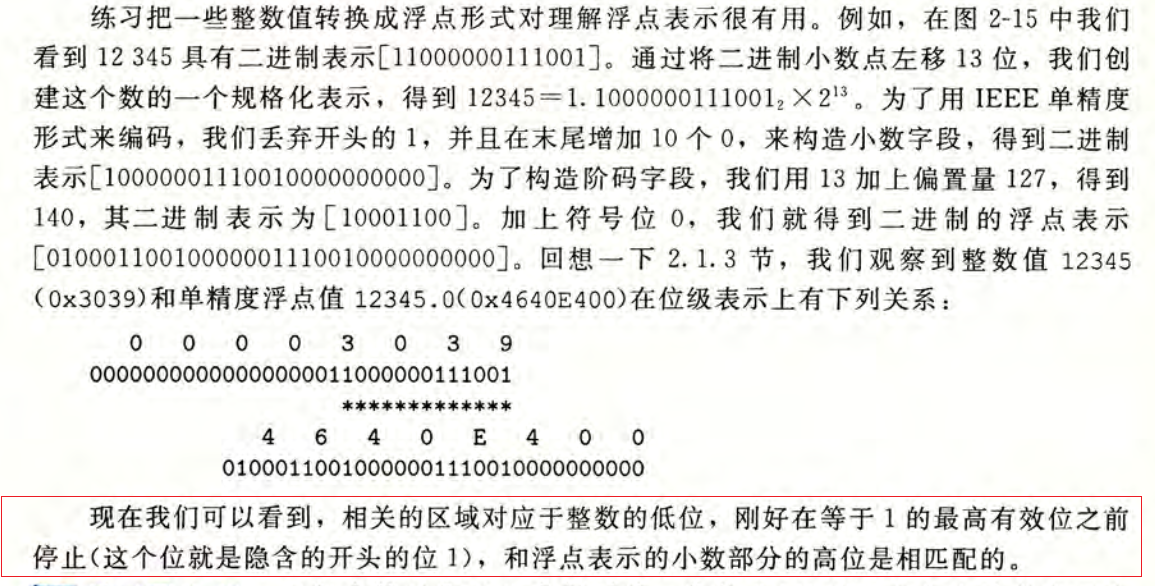 练习把一些整数值转换成浮点形式对理解浮点表示很有用。例如，在图 2-15 中我们
看到 12 345 具有二进制表示[11000000111001]。通过将二进制小数点左移 13 位，我们创
建这个数的一个规格化表示，得到 12345＝1.1000000111001₂×2¹³。为了用 IEEE 单精度
形式来编码，我们丢弃开头的 1，并且在末尾增加 10 个 0，来构造小数字段，得到二进制
表示[10000001110010000000000]。为了构造阶码字段，我们用 13 加上偏置量 127，得到
140，其二进制表示为[10001100]。加上符号位 0，我们就得到二进制的浮点表示
[01000110010000001110010000000000]。回想一下 2.1.3 节，我们观察到整数值 12345
(0x3039)和单精度浮点值 12345.0(0x4640E400)在位级表示上有下列关系：
0 0 0 0 3 0 3 9
00000000000000000011000000111001
*************
4 6 4 0 E 4 0 0
01000110010000001110010000000000
现在我们可以看到，相关的区域对应于整数的低位，刚好在等于 1 的最高有效位之前
停止(这个位就是隐含的开头的位 1)，和浮点表示的小数部分的高位是相匹配的。